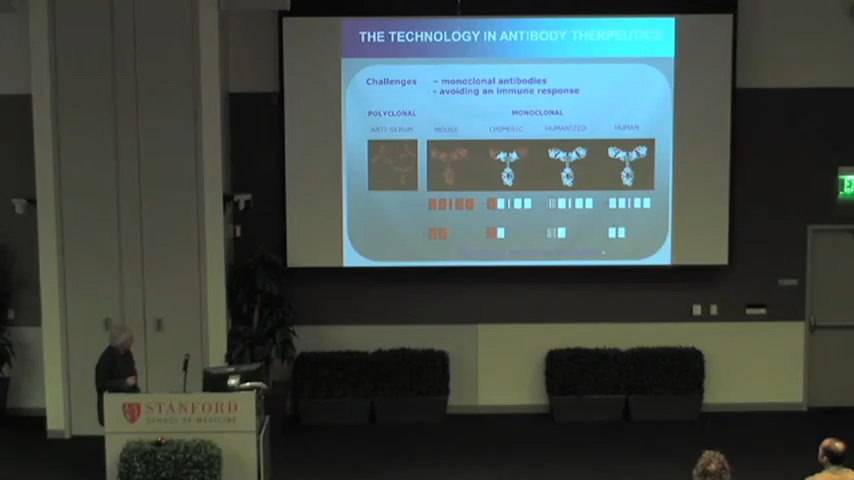 THE TECHNOLOGY IN ANTIBODY THERPEUTICS
Challenges – monoclonal antibodies
- avoiding an immune response
POLYCLONAL MONOCLONAL
ANTI-SERUM MOUSE CHIMERIC HUMANIZED HUMAN
STANFORD
SCHOOL OF MEDICINE